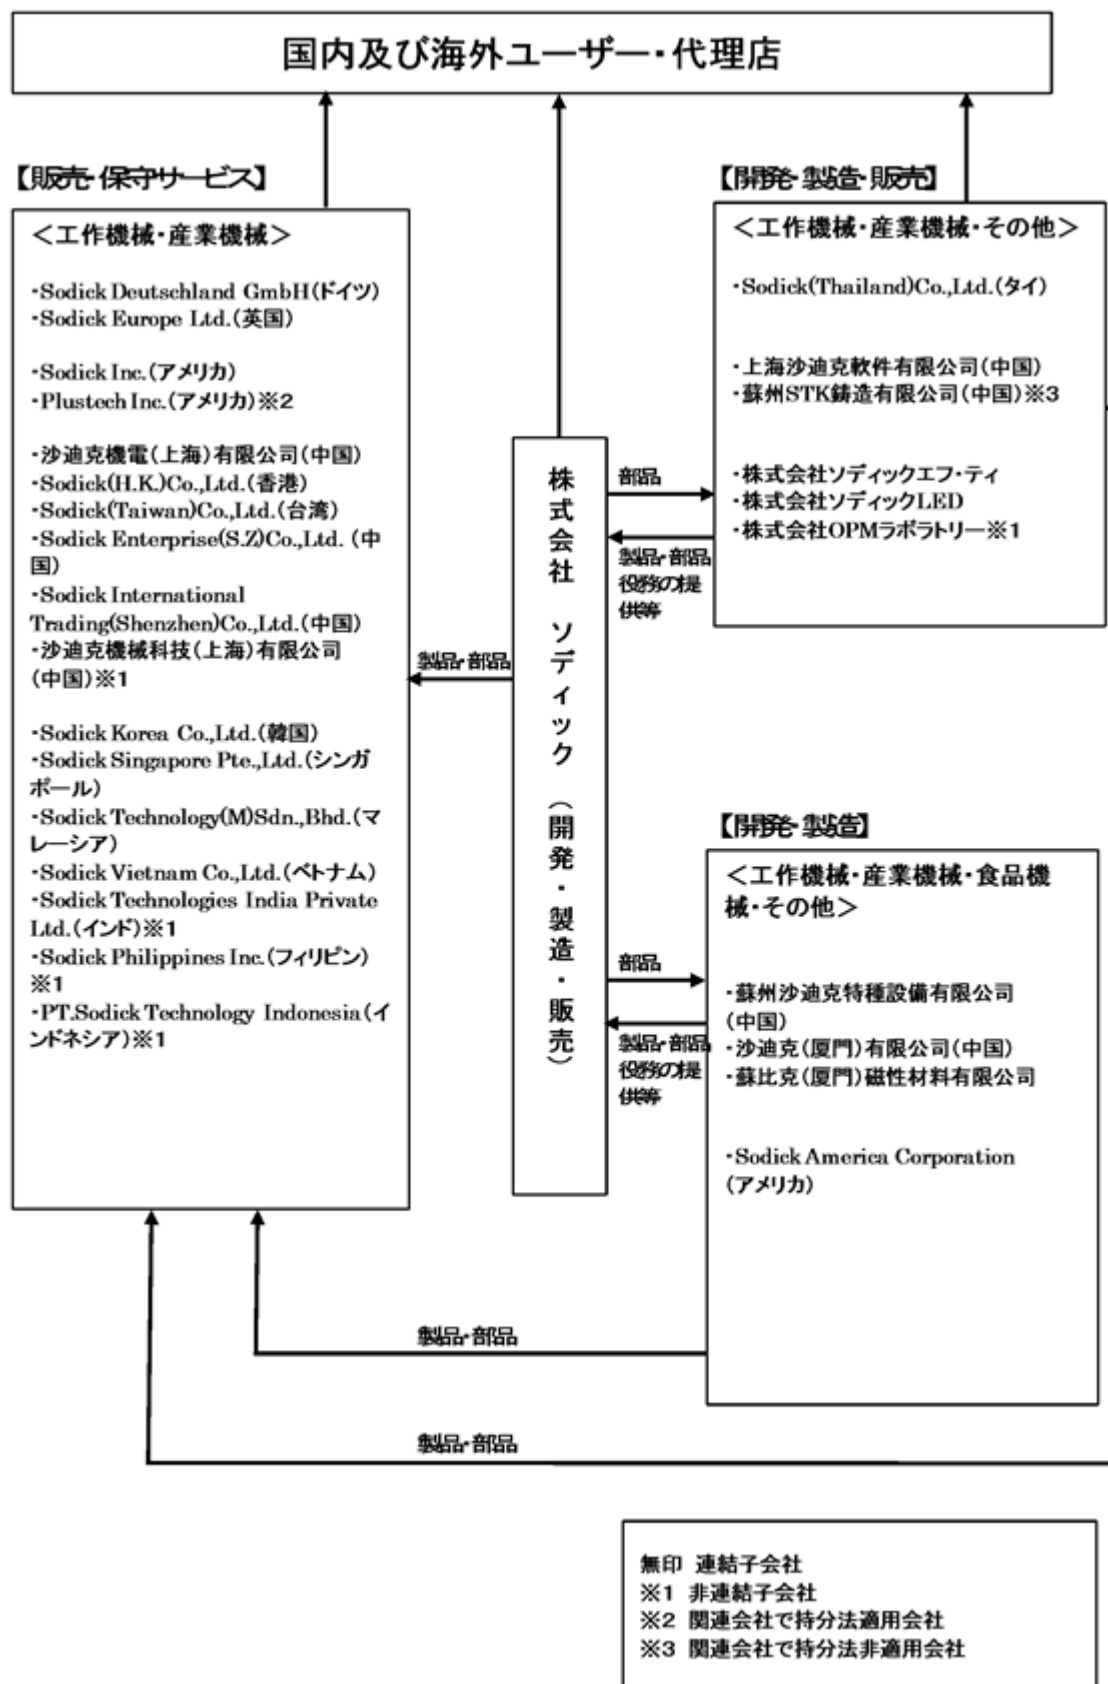 国内及び海外ユーザー・代理店
【販売・保守サービス】
＜工作機械・産業機械＞
・Sodick Deutschland GmbH(ドイツ)
・Sodick Europe Ltd.(英国)
・Sodick Inc.(アメリカ)
・Plustech Inc.(アメリカ)※2
・沙迪克機電(上海)有限公司(中国)
・Sodick(H.K.)Co.,Ltd.(香港)
・Sodick(Taiwan)Co.,Ltd.(台湾)
・Sodick Enterprise(S.Z)Co.,Ltd. (中
国)
・Sodick International
Trading(Shenzhen)Co.,Ltd.(中国)
・沙迪克機械科技(上海)有限公司
(中国)※1
・Sodick Korea Co.,Ltd.(韓国)
・Sodick Singapore Pte.,Ltd.(シンガ
ポール)
・Sodick Technology(M)Sdn.,Bhd.(マ
レーシア)
・Sodick Vietnam Co.,Ltd.(ベトナム)
・Sodick Technologies India Private
Ltd.(インド)※1
・Sodick Philippines Inc.(フィリピン)
※1
・PT.Sodick Technology Indonesia(イ
ンドネシア)※1
製品・部品
株式会社 ソディック (開発・製造・販売)
部品
製品・部品
役務の提
供等
【開発・製造・販売】
＜工作機械・産業機械・その他＞
・Sodick(Thailand)Co.,Ltd.(タイ)
・上海沙迪克軟件有限公司(中国)
・蘇州STK鋳造有限公司(中国)※3
・株式会社ソディックエフ・ティ
・株式会社ソディックLED
・株式会社OPMラボラトリー※1
部品
製品・部品
役務の提
供等
【開発・製造】
＜工作機械・産業機械・食品機
械・その他＞
・蘇州沙迪克特種設備有限公司
(中国)
・沙迪克(厦門)有限公司(中国)
・蘇比克(厦門)磁性材料有限公司
・Sodick America Corporation
(アメリカ)
製品・部品
製品・部品
無印 連結子会社
※1 非連結子会社
※2 関連会社で持分法適用会社
※3 関連会社で持分法非適用会社